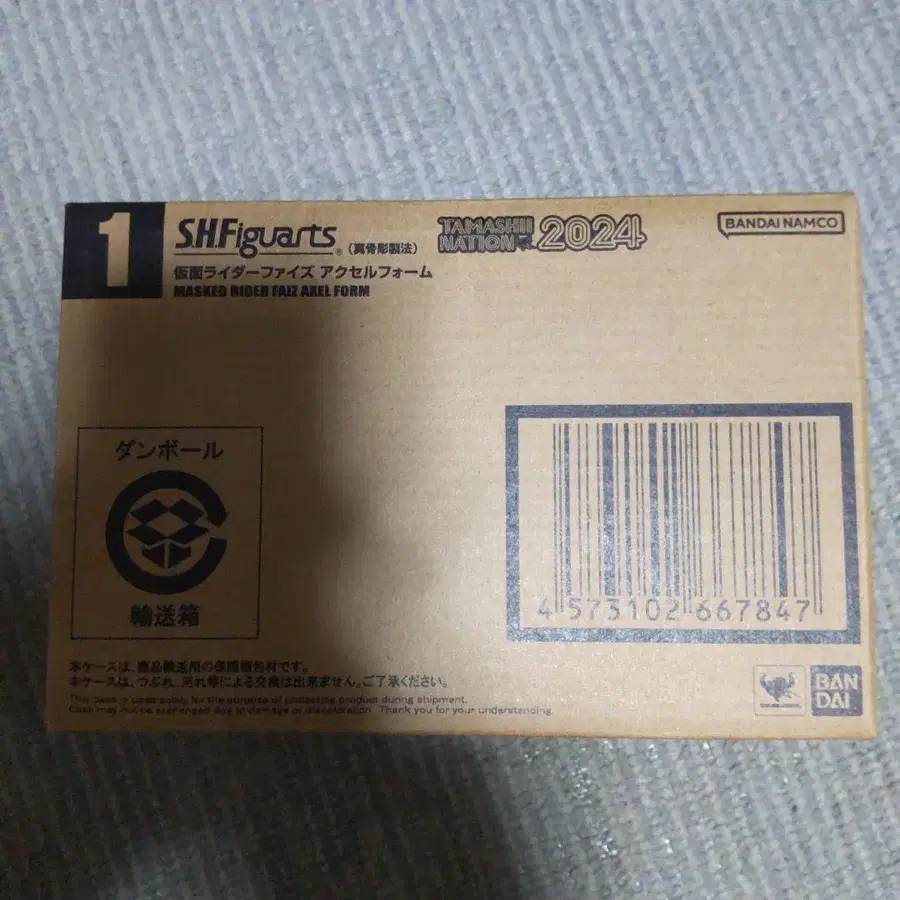 1
S.H.Figuarts® (真骨彫製法)
TAMASHII NATION 2024
BANDAI NAMCO
仮面ライダーファイズ アクセルフォーム
MASKED RIDER FAIZ AXEL FORM
ダンボール
輸送箱
4 573102 667847
本ケースは、商品輸送用の保護梱包材です。
本ケースは、つぶれ、汚れ等による交換は出来ません。ご了承ください。
This case is used solely for the purpose of protecting product during shipment.
Case may not be exchanged due to damage or discoloration. Thank you for your understanding.
BAN
DAI